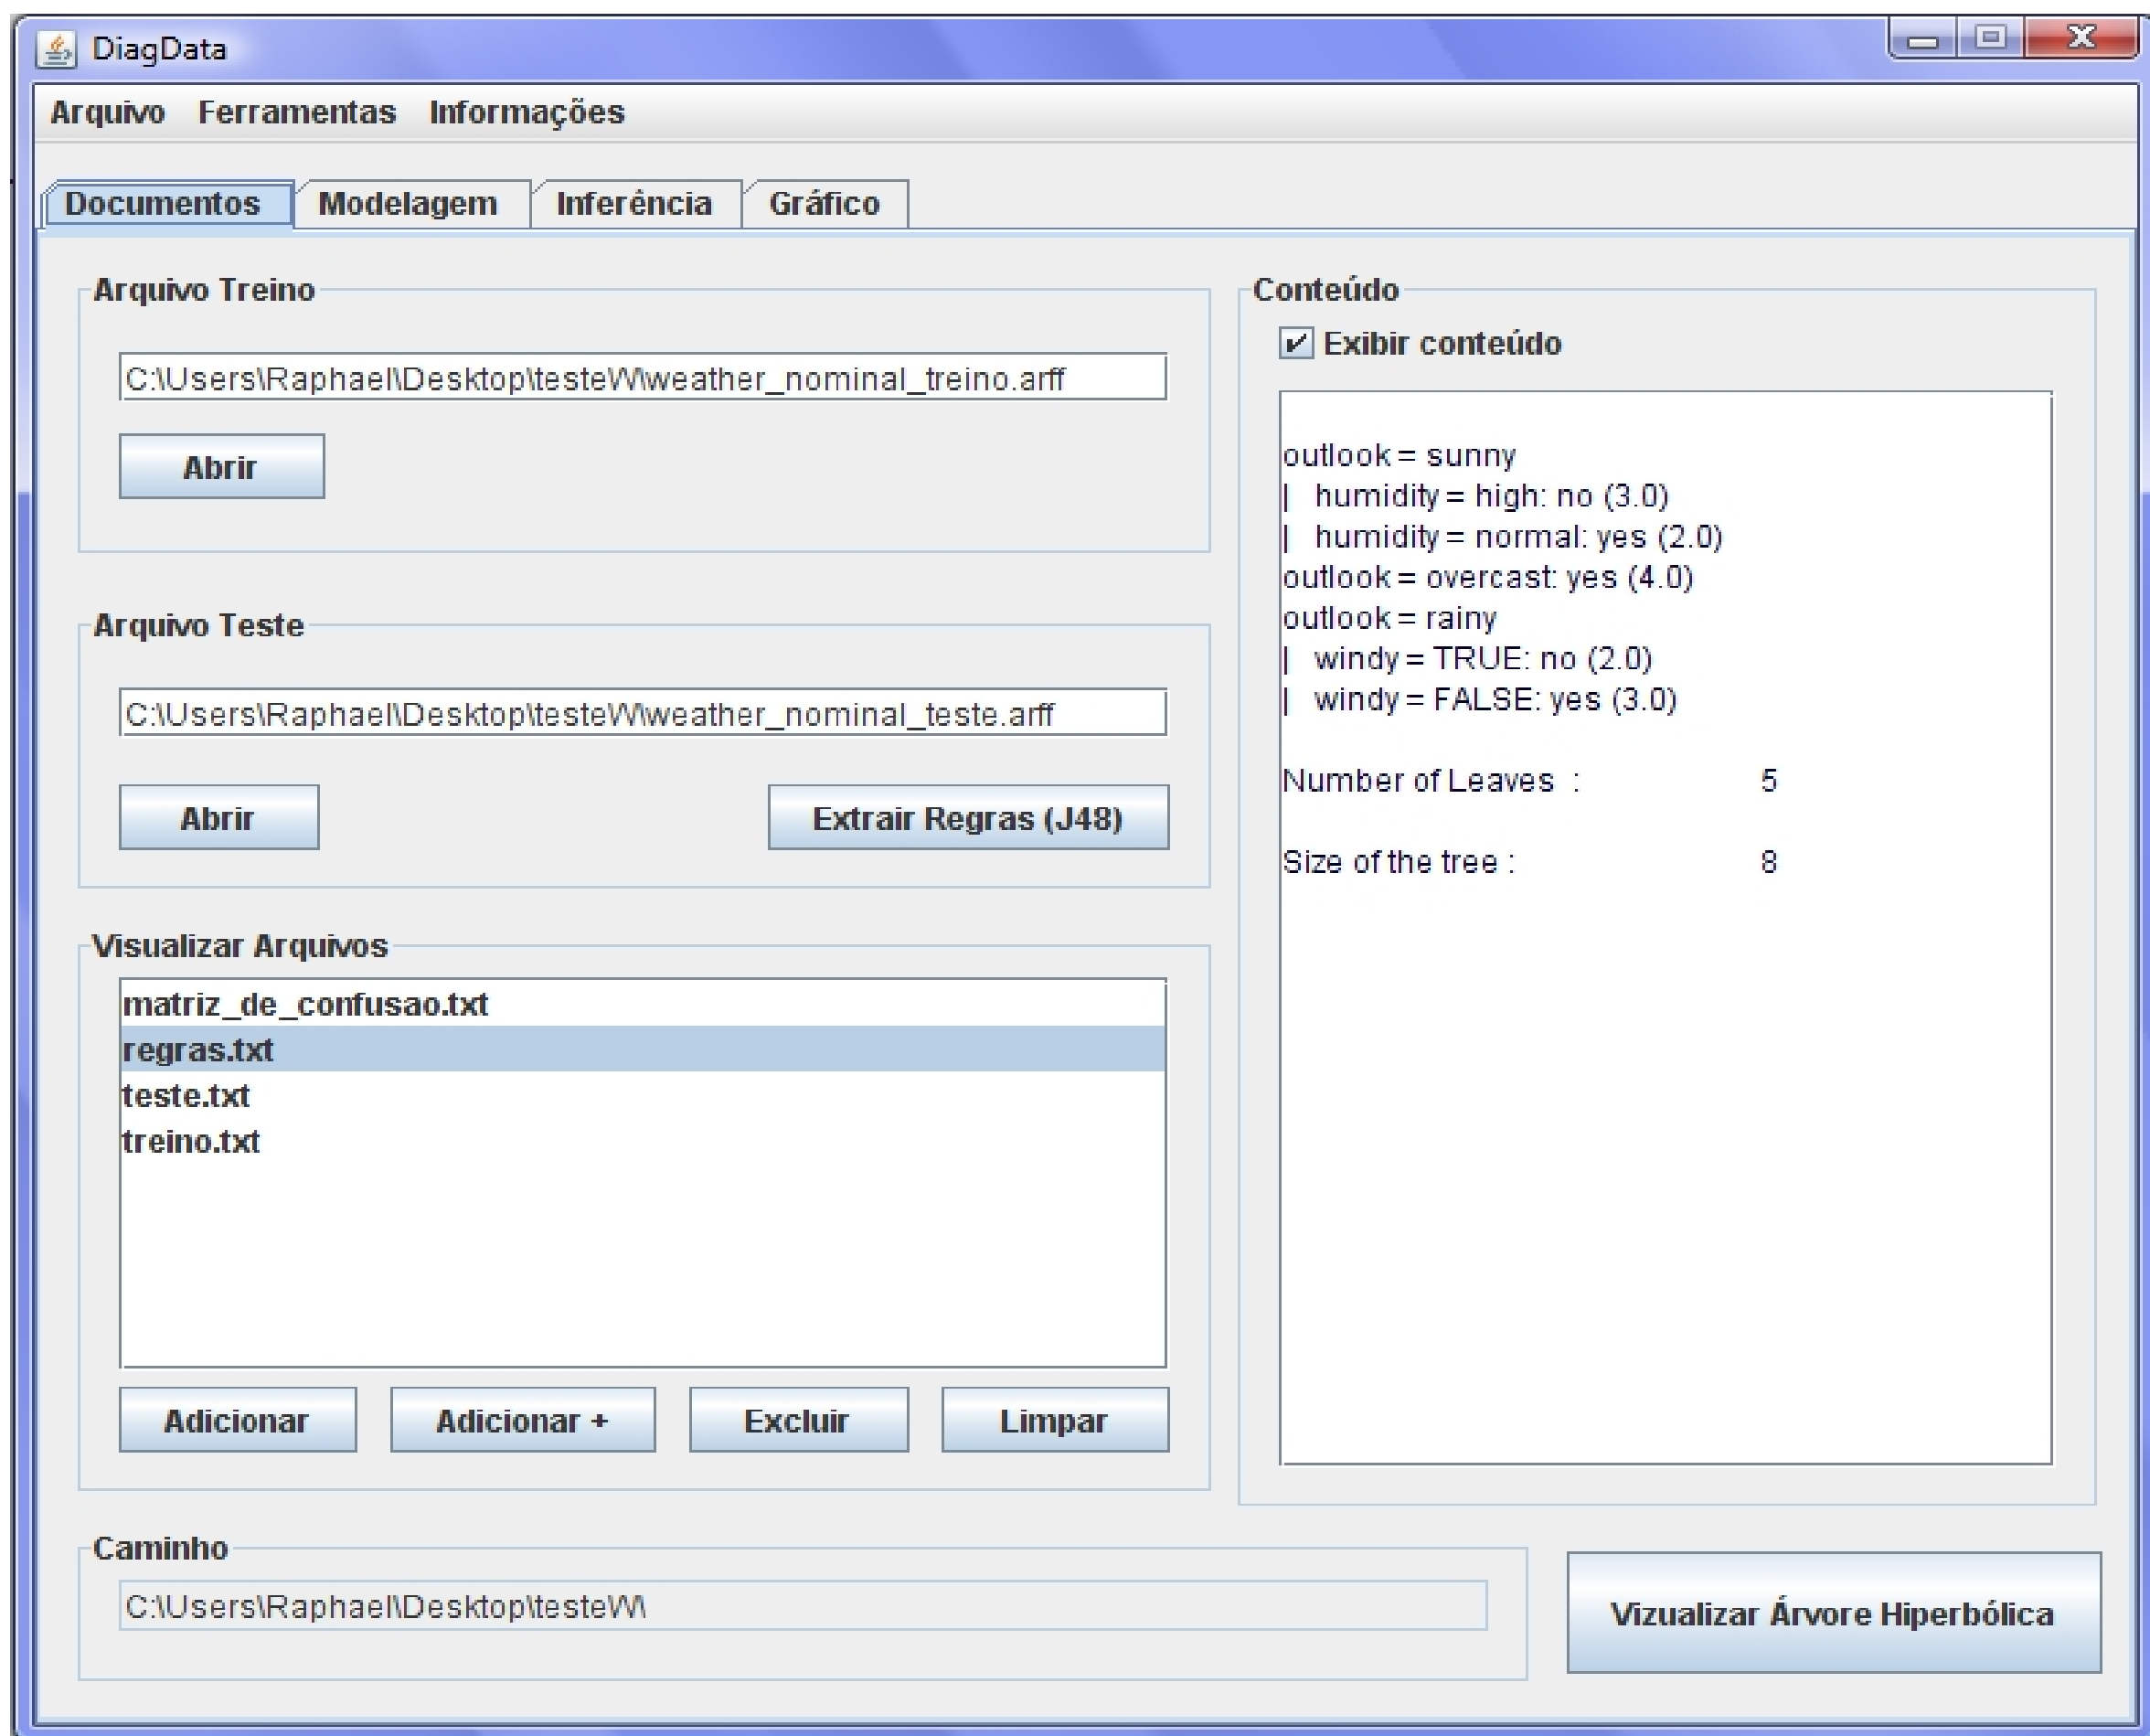 DiagData
Arquivo Ferramentas Informações
Documentos Modelagem Inferência Gráfico
Arquivo Treino
C:\Users\Raphael\Desktop\testeW\weather_nominal_treino.arff
Abrir
Arquivo Teste
C:\Users\Raphael\Desktop\testeW\weather_nominal_teste.arff
Abrir Extrair Regras (J48)
Visualizar Arquivos
matriz_de_confusao.txt
regras.txt
teste.txt
treino.txt
Adicionar Adicionar + Excluir Limpar
Conteúdo
Exibir conteúdo
outlook = sunny
| humidity = high: no (3.0)
| humidity = normal: yes (2.0)
outlook = overcast: yes (4.0)
outlook = rainy
| windy = TRUE: no (2.0)
| windy = FALSE: yes (3.0)
Number of Leaves : 5
Size of the tree : 8
Caminho
C:\Users\Raphael\Desktop\testeW\
Vizualizar Árvore Hiperbólica